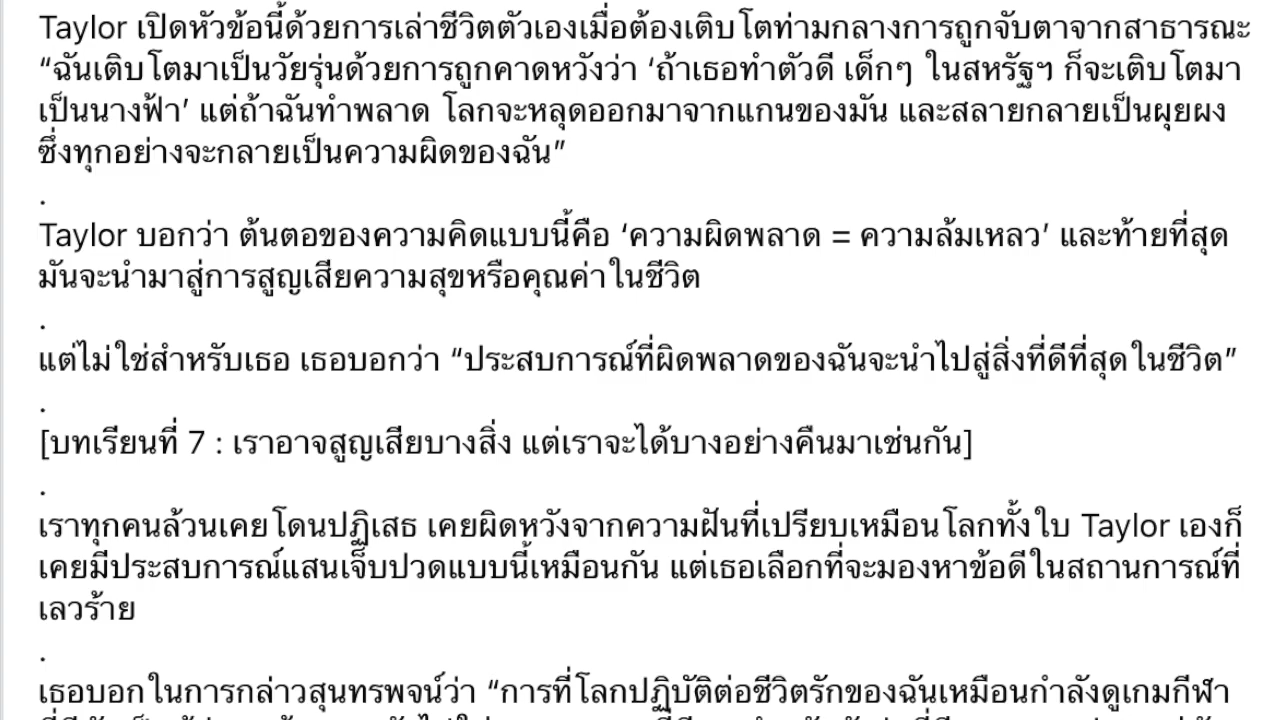 Taylor เปิดหัวข้อนี้ด้วยการเล่าชีวิตตัวเองเมื่อต้องเติบโตท่ามกลางการถูกจับตาจากสาธารณะ
“ฉันเติบโตมาเป็นวัยรุ่นด้วยการถูกคาดหวังว่า ‘ถ้าเธอทำตัวดี เด็กๆ ในสหรัฐฯ ก็จะเติบโตมา
เป็นนางฟ้า’ แต่ถ้าฉันทำพลาด โลกจะหลุดออกมาจากแกนของมัน และสลายกลายเป็นผุยผง
ซึ่งทุกอย่างจะกลายเป็นความผิดของฉัน”
.
Taylor บอกว่า ต้นตอของความคิดแบบนี้คือ ‘ความผิดพลาด = ความล้มเหลว’ และท้ายที่สุด
มันจะนำมาสู่การสูญเสียความสุขหรือคุณค่าในชีวิต
.
แต่ไม่ใช่สำหรับเธอ เธอบอกว่า “ประสบการณ์ที่ผิดพลาดของฉันจะนำไปสู่สิ่งที่ดีที่สุดในชีวิต”
.
[บทเรียนที่ 7 : เราอาจสูญเสียบางสิ่ง แต่เราจะได้บางอย่างคืนมาเช่นกัน]
.
เราทุกคนล้วนเคยโดนปฏิเสธ เคยผิดหวังจากความฝันที่เปรียบเหมือนโลกทั้งใบ Taylor เองก็
เคยมีประสบการณ์แสนเจ็บปวดแบบนี้เหมือนกัน แต่เธอเลือกที่จะมองหาข้อดีในสถานการณ์ที่
เลวร้าย
.
เธอบอกในการกล่าวสุนทรพจน์ว่า “การที่โลกปฏิบัติต่อชีวิตรักของฉันเหมือนกำลังดูเกมกีฬา